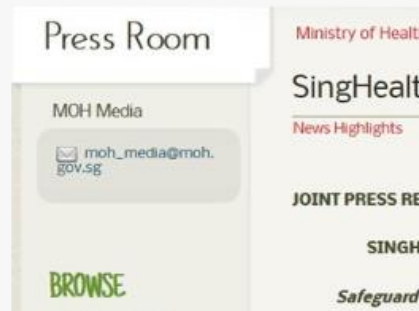 Press Room
MOH Media
moh_media@moh.
gov.sg
BROWSE
Ministry of Healt
SingHealt
News Highlights
JOINT PRESS RE
SINGH
Safeguard